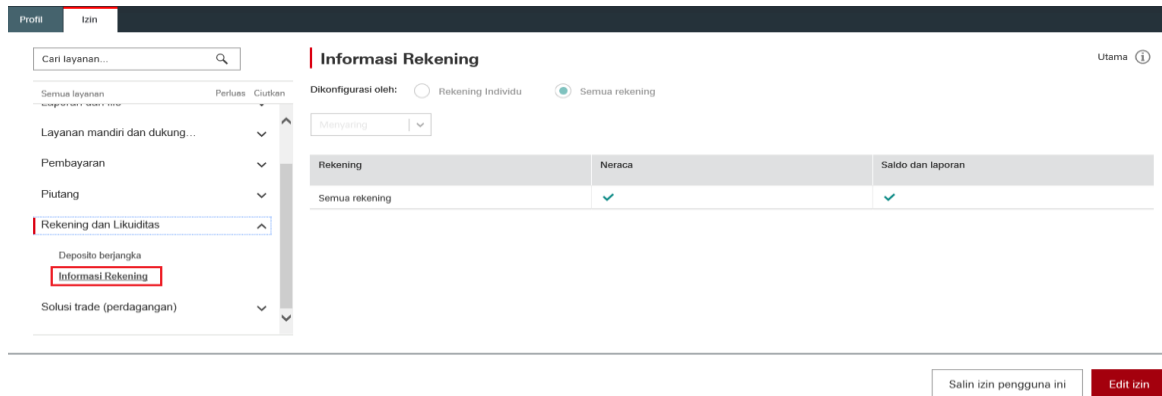 Profil
Izin
Cari layanan...
Semua layanan Perluas Ciutkan
Layanan mandiri dan dukung...
Pembayaran
Piutang
Rekening dan Likuiditas
Deposito berjangka
Informasi Rekening
Solusi trade (perdagangan)
Informasi Rekening
Utama
Dikonfigurasi oleh: Rekening Individu Semua rekening
Menyaring
Rekening Neraca Saldo dan laporan
Semua rekening
Salin izin pengguna ini
Edit izin